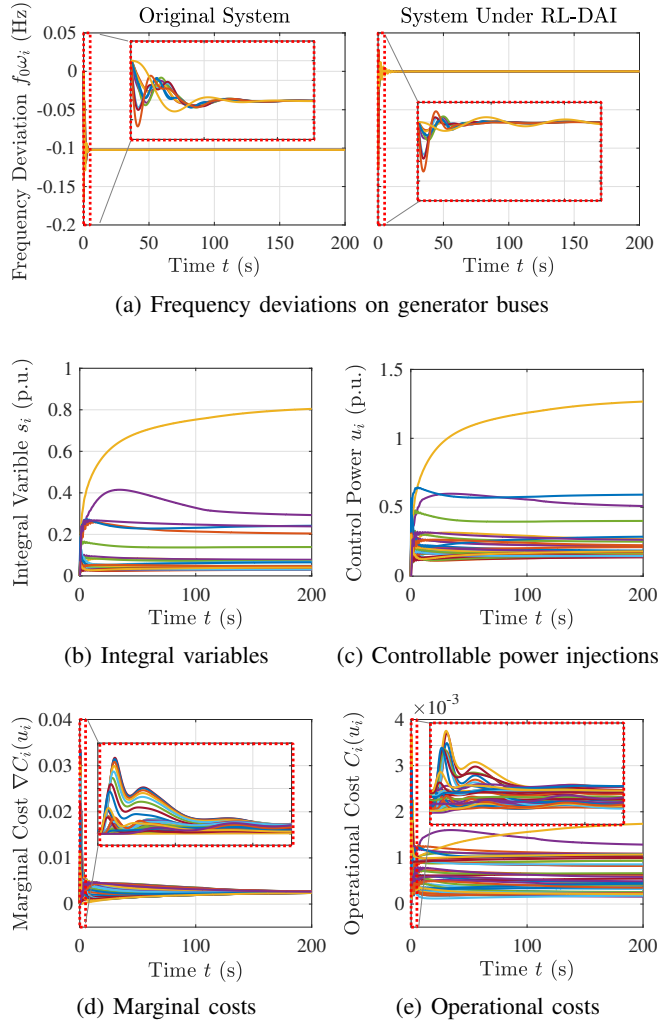 Original System
System Under RL-DAI
Frequency Deviation f₀ωᵢ (Hz)
0.05
0
-0.05
-0.1
-0.15
-0.2
0 50 100 150 200
0 50 100 150 200
Time t (s)
Time t (s)
(a) Frequency deviations on generator buses
Integral Varible sᵢ (p.u.)
1
0.8
0.6
0.4
0.2
0
0 100 200
Time t (s)
Control Power uᵢ (p.u.)
1.5
1
0.5
0
0 100 200
Time t (s)
(b) Integral variables
(c) Controllable power injections
Marginal Cost ∇Cᵢ(uᵢ)
0.04
0.03
0.02
0.01
0
0 100 200
Time t (s)
Operational Cost Cᵢ(uᵢ)
×10⁻³
4
3
2
1
0
0 100 200
Time t (s)
(d) Marginal costs
(e) Operational costs